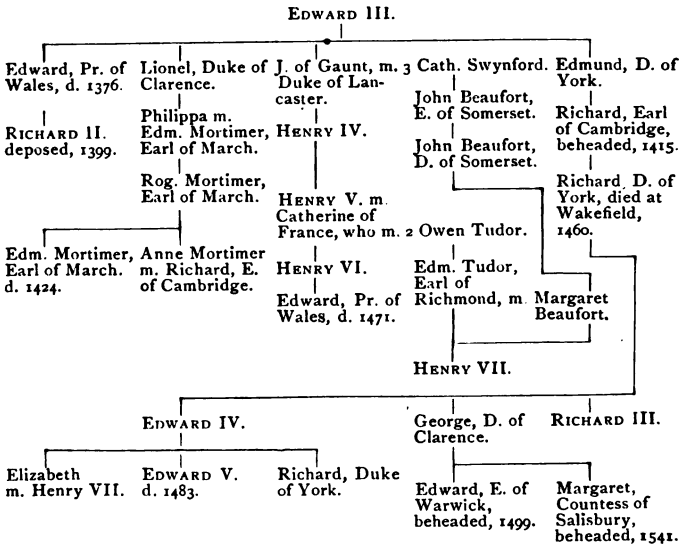 EDWARD III.
Edward, Pr. of
Wales, d. 1376.
Lionel, Duke of
Clarence.
J. of Gaunt, m. 3 Cath. Swynford.
Duke of Lan-
caster.
Edmund, D. of
York.
RICHARD II.
deposed, 1399.
Philippa m.
Edm. Mortimer,
Earl of March.
HENRY IV.
John Beaufort,
E. of Somerset.
Richard, Earl
of Cambridge,
beheaded, 1415.
Rog. Mortimer,
Earl of March.
John Beaufort,
D. of Somerset.
HENRY V. m.
Catherine of
France, who m. 2 Owen Tudor.
Richard, D. of
York, died at
Wakefield,
1460.
Edm. Mortimer,
Earl of March.
d. 1424.
Anne Mortimer
m. Richard, E.
of Cambridge.
HENRY VI.
Edm. Tudor,
Earl of
Richmond, m.
Margaret
Beaufort.
Edward, Pr. of
Wales, d. 1471.
HENRY VII.
EDWARD IV.
George, D. of
Clarence.
RICHARD III.
Elizabeth
m. Henry VII.
EDWARD V.
d. 1483.
Richard, Duke
of York.
Edward, E. of
Warwick,
beheaded, 1499.
Margaret,
Countess of
Salisbury,
beheaded, 1541.